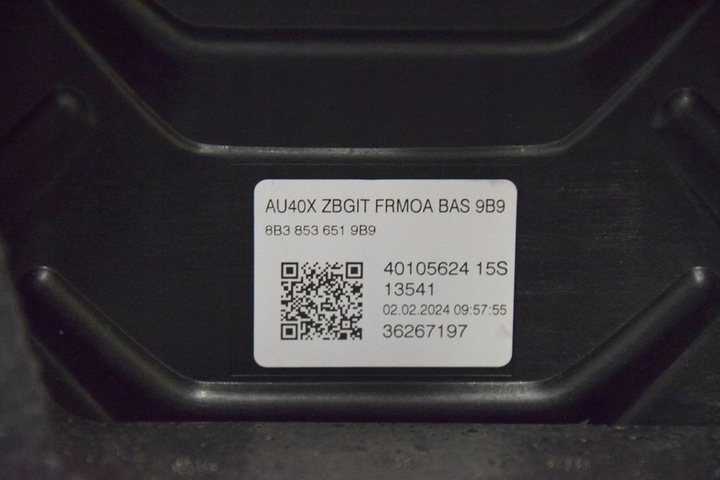 AU40X ZBGIT FRMOA BAS 9B9
8B3 853 651 9B9
40105624 15S
13541
02.02.2024 09:57:55
36267197